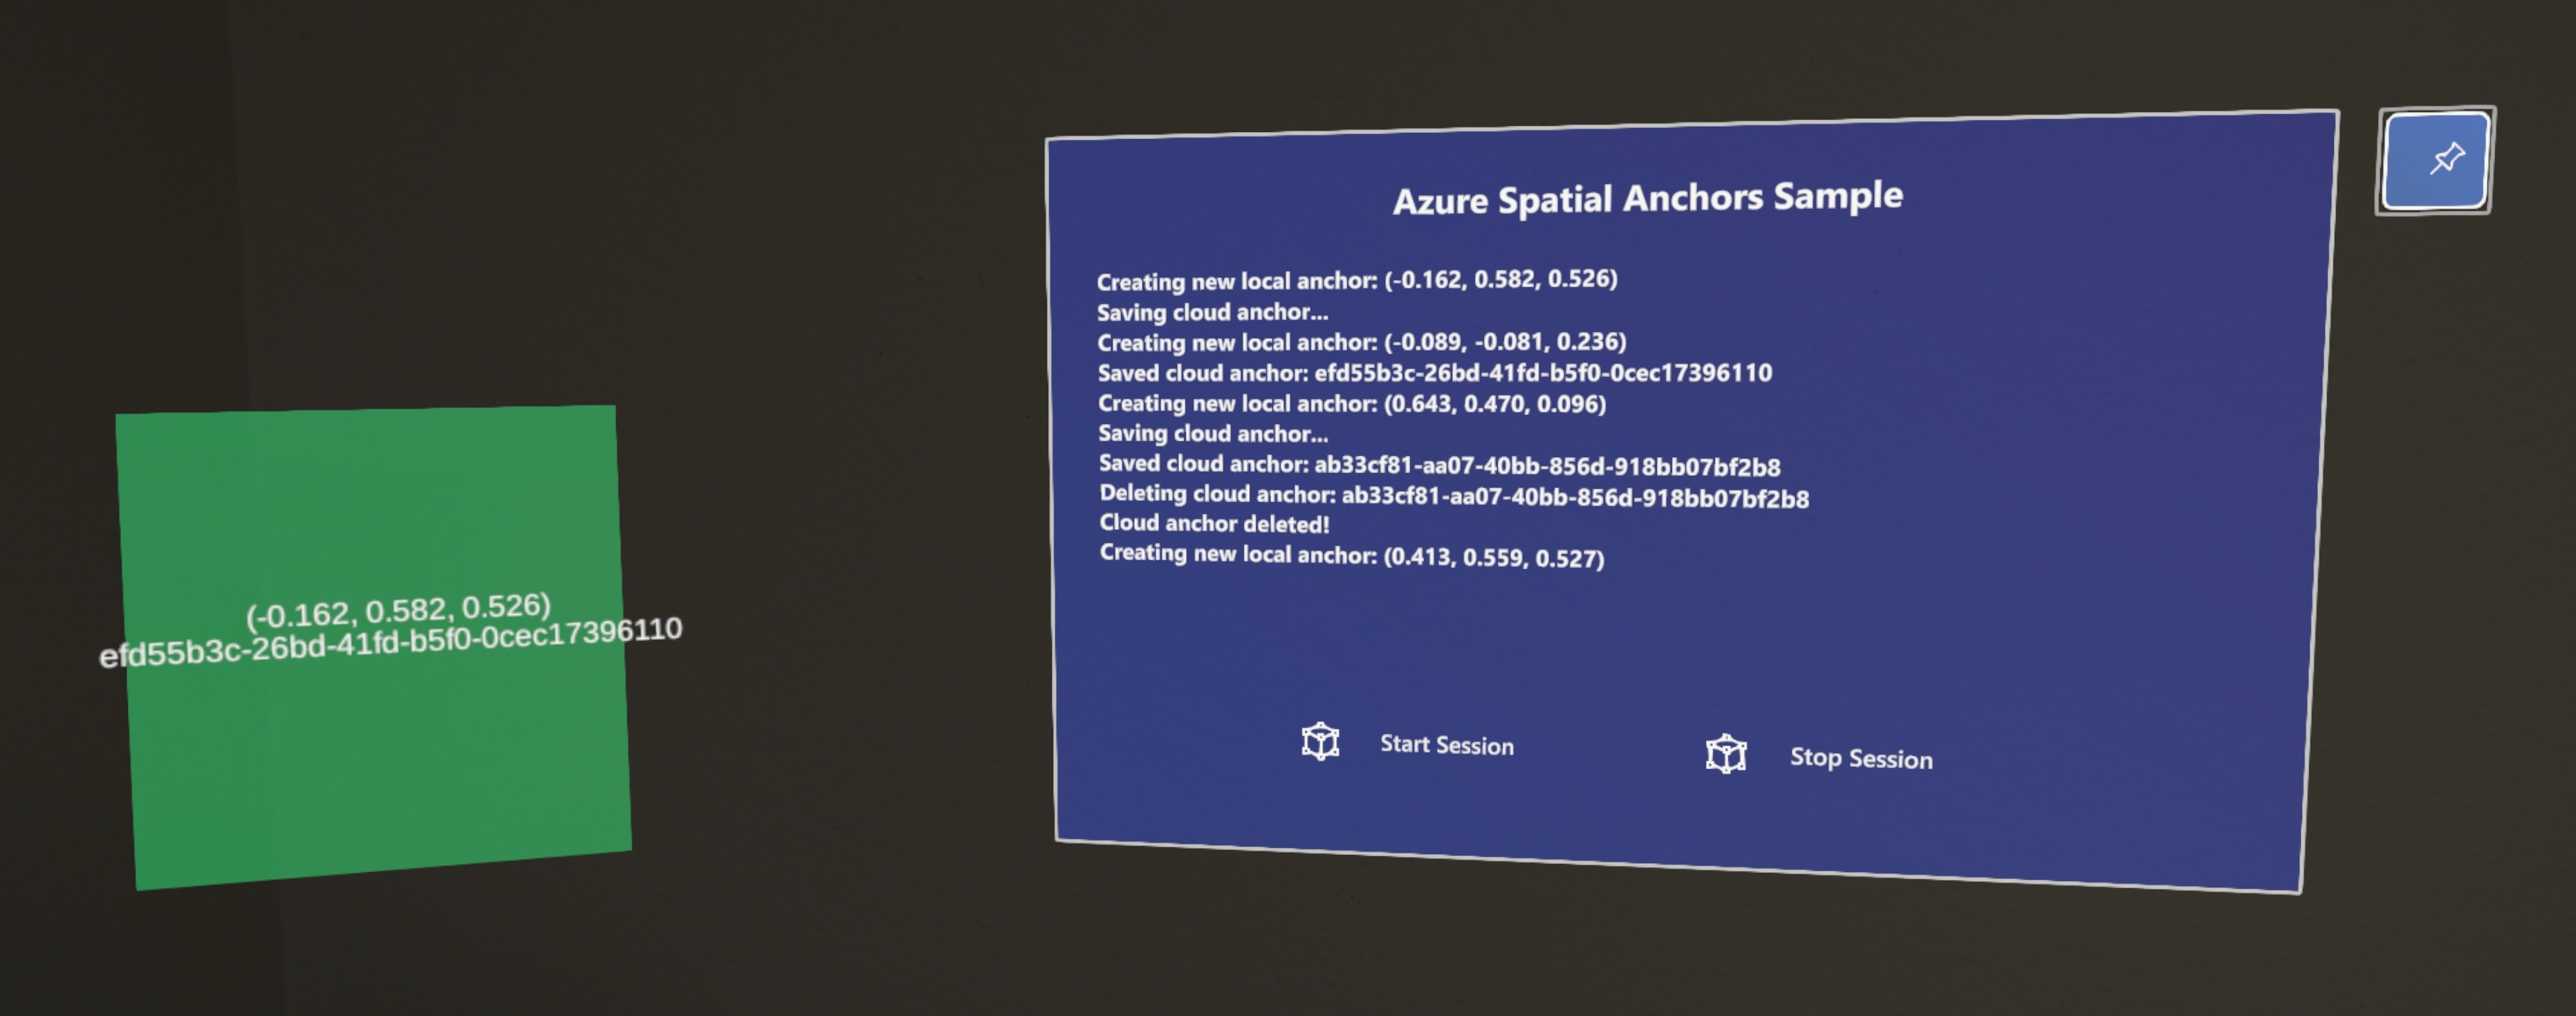 Azure Spatial Anchors Sample
Creating new local anchor: (-0.162, 0.582, 0.526)
Saving cloud anchor...
Creating new local anchor: (-0.089, -0.081, 0.236)
Saved cloud anchor: efd55b3c-26bd-41fd-b5f0-0cec17396110
Creating new local anchor: (0.643, 0.470, 0.096)
Saving cloud anchor...
Saved cloud anchor: ab33cf81-aa07-40bb-856d-918bb07bf2b8
Deleting cloud anchor: ab33cf81-aa07-40bb-856d-918bb07bf2b8
Cloud anchor deleted!
Creating new local anchor: (0.413, 0.559, 0.527)
Start Session
Stop Session
(-0.162, 0.582, 0.526)
efd55b3c-26bd-41fd-b5f0-0cec17396110